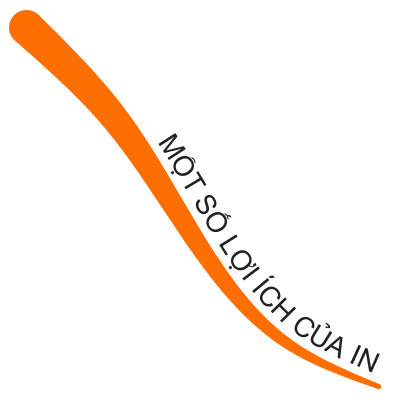 MỘT SỐ LỢI ÍCH CỦA IN